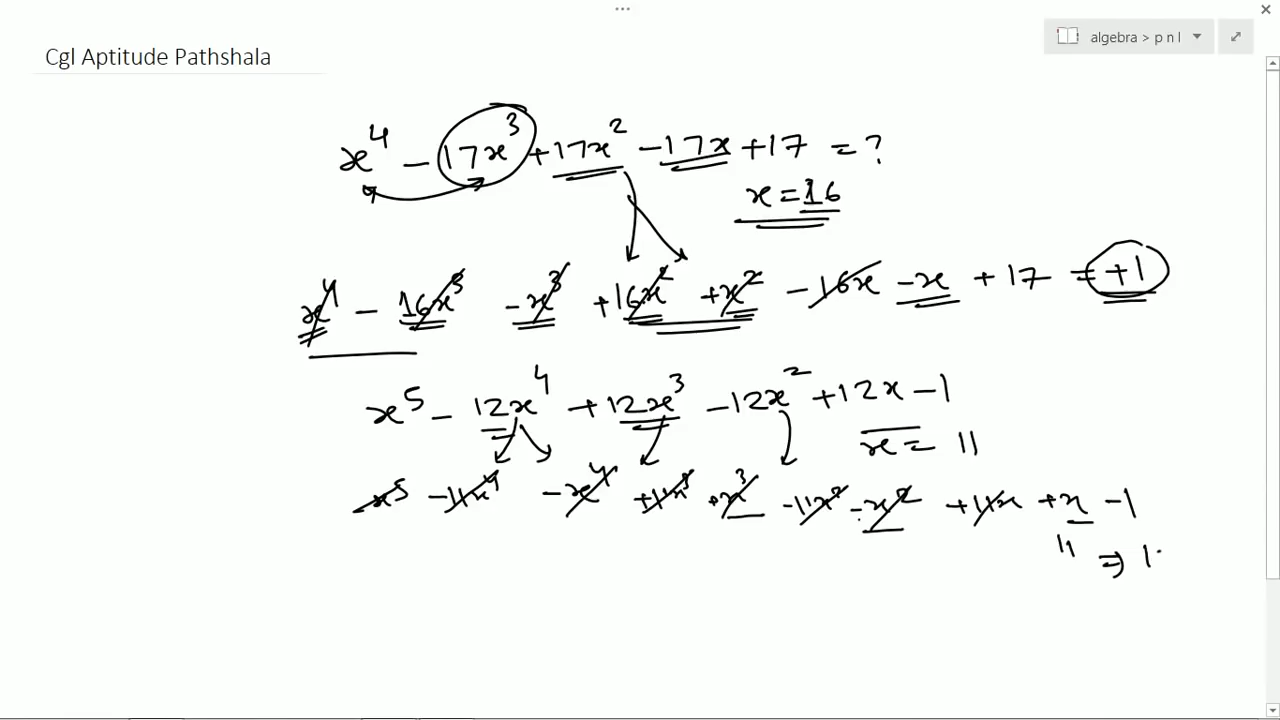 algebra > p n l
Cgl Aptitude Pathshala
x⁴ - 17x³ + 17x² - 17x + 17 = ?
x = 16
x⁴ - 16x³ - x³ + 16x² + x² - 16x - x + 17 = +1
x⁵ - 12x⁴ + 12x³ - 12x² + 12x - 1
x = 11
x⁵ - 11x⁴ - x⁴ + 11x³ + x³ - 11x² - x² + 11x + x - 1
11 ⇒ 1